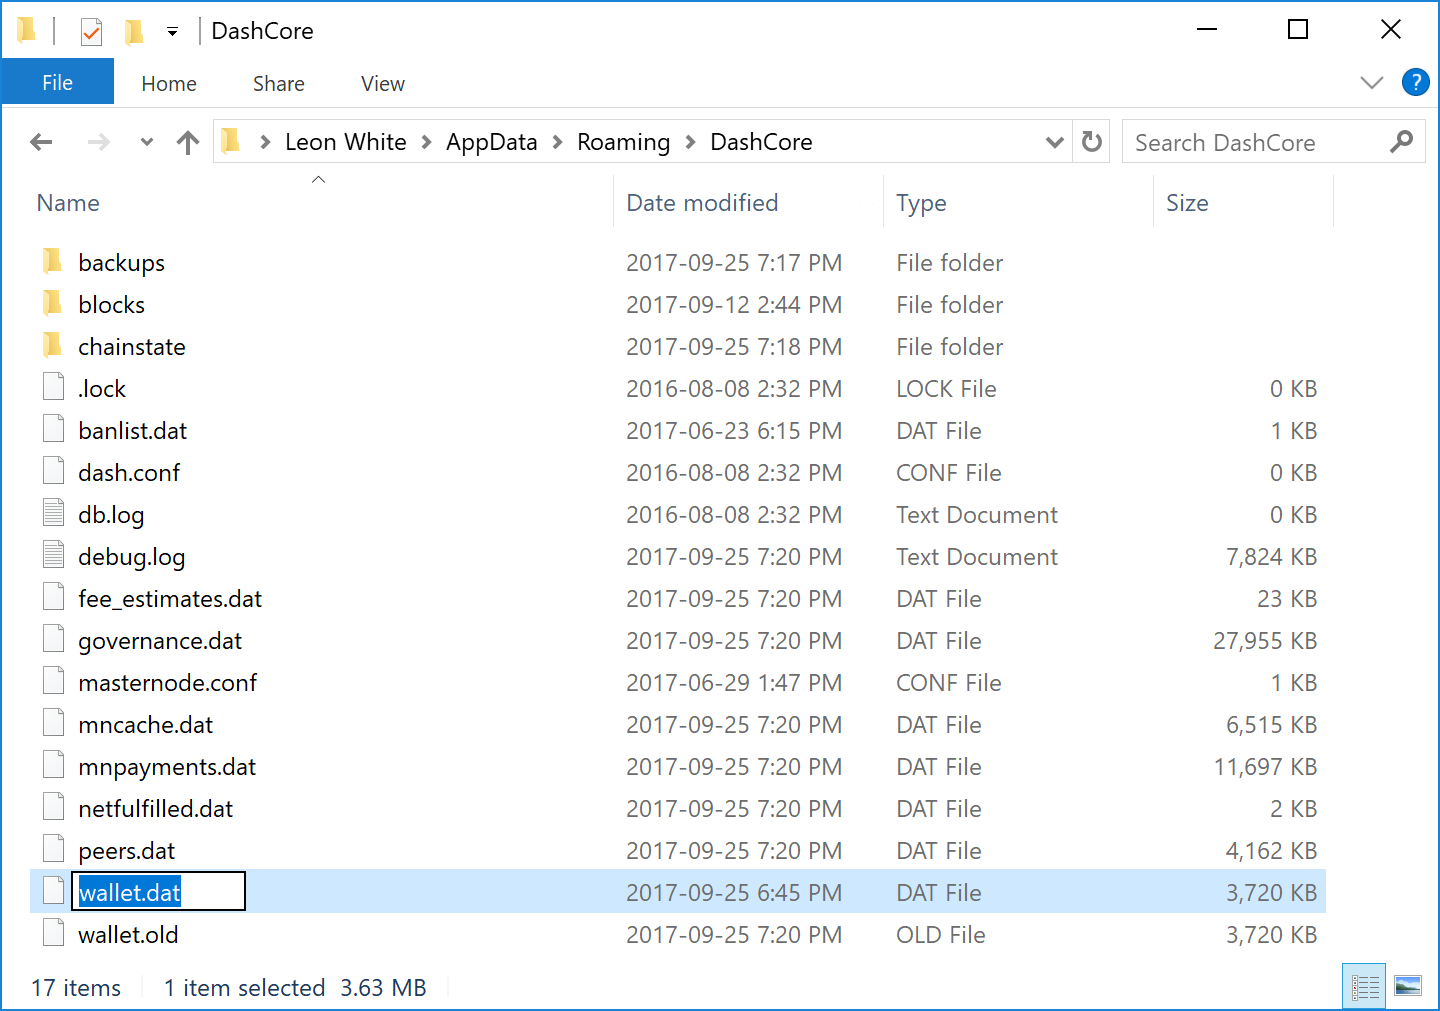 DashCore
File Home Share View ?
Leon White AppData Roaming DashCore Search DashCore
Name Date modified Type Size
backups 2017-09-25 7:17 PM File folder
blocks 2017-09-12 2:44 PM File folder
chainstate 2017-09-25 7:18 PM File folder
.lock 2016-08-08 2:32 PM LOCK File 0 KB
banlist.dat 2017-06-23 6:15 PM DAT File 1 KB
dash.conf 2016-08-08 2:32 PM CONF File 0 KB
db.log 2016-08-08 2:32 PM Text Document 0 KB
debug.log 2017-09-25 7:20 PM Text Document 7,824 KB
fee_estimates.dat 2017-09-25 7:20 PM DAT File 23 KB
governance.dat 2017-09-25 7:20 PM DAT File 27,955 KB
masternode.conf 2017-06-29 1:47 PM CONF File 1 KB
mncache.dat 2017-09-25 7:20 PM DAT File 6,515 KB
mnpayments.dat 2017-09-25 7:20 PM DAT File 11,697 KB
netfulfilled.dat 2017-09-25 7:20 PM DAT File 2 KB
peers.dat 2017-09-25 7:20 PM DAT File 4,162 KB
wallet.dat 2017-09-25 6:45 PM DAT File 3,720 KB
wallet.old 2017-09-25 7:20 PM OLD File 3,720 KB
17 items 1 item selected 3.63 MB